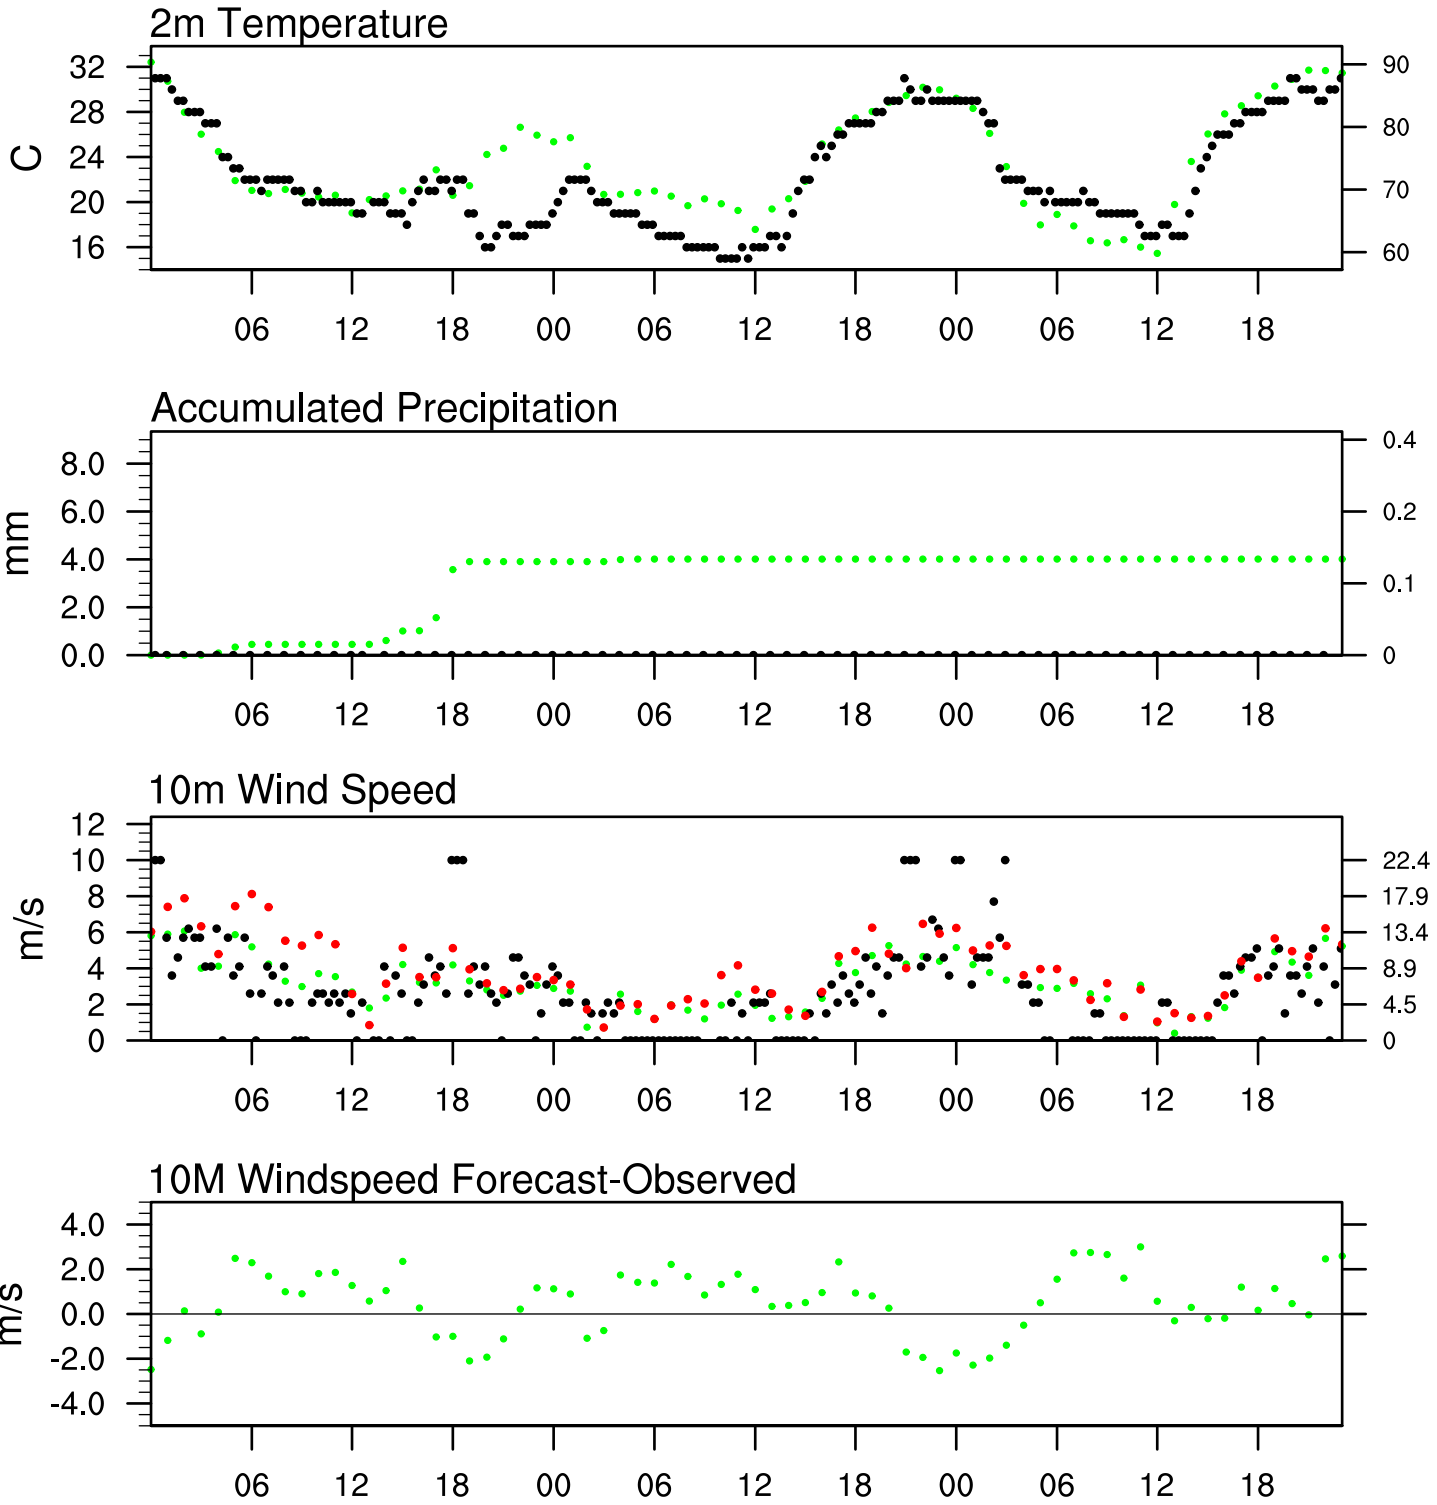 2m Temperature
32 90
28
80
24
C
70
20
16 60
06 12 18 00 06 12 18 00 06 12 18
Accumulated Precipitation
0.4
8.0
6.0 0.2
mm
4.0
0.1
2.0
0.0 0
06 12 18 00 06 12 18 00 06 12 18
10m Wind Speed
12
10 22.4
8 17.9
6 13.4
m/s
4 8.9
2 4.5
0 0
06 12 18 00 06 12 18 00 06 12 18
10M Windspeed Forecast-Observed
4.0
2.0
0.0
m/s
-2.0
-4.0
06 12 18 00 06 12 18 00 06 12 18